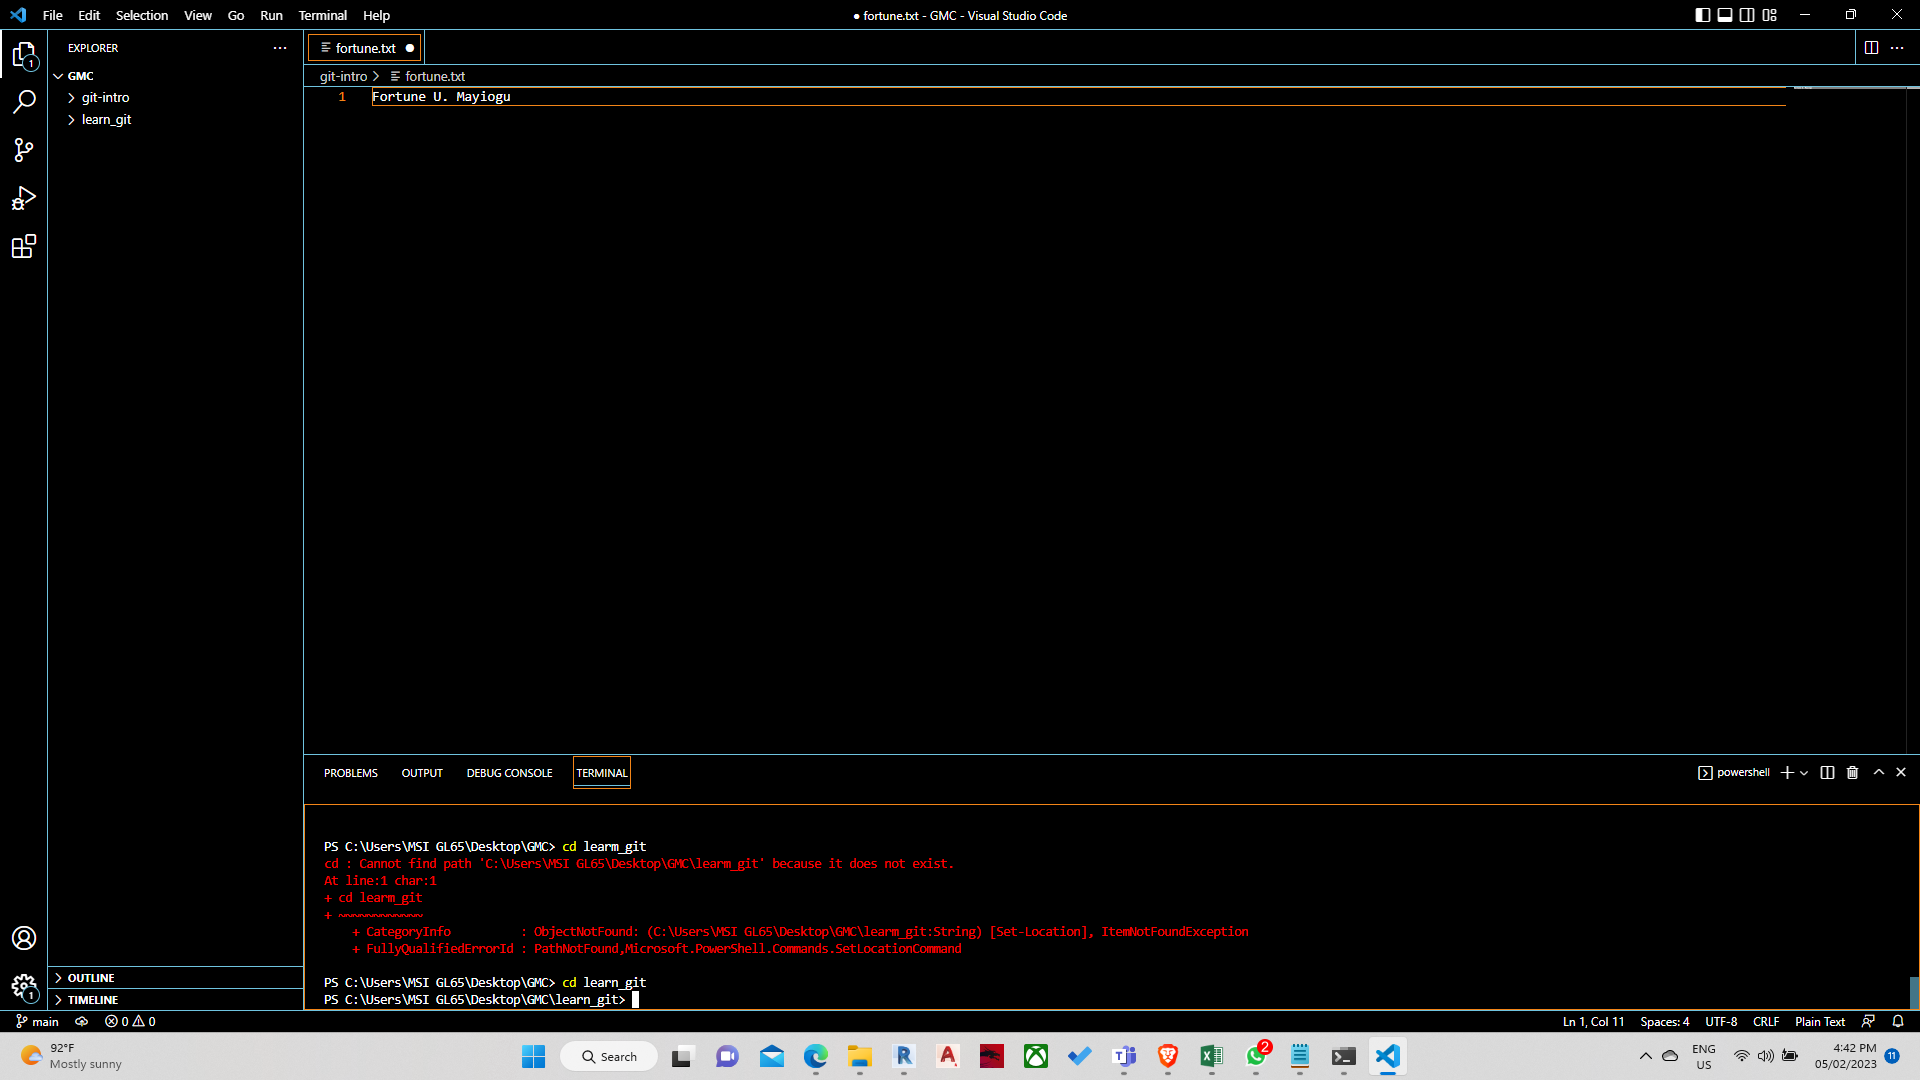 File Edit Selection View Go Run Terminal Help
● fortune.txt - GMC - Visual Studio Code
EXPLORER
fortune.txt
1
GMC
git-intro > fortune.txt
git-intro
1 Fortune U. Mayiogu
learn_git
PROBLEMS OUTPUT DEBUG CONSOLE TERMINAL
powershell
PS C:\Users\MSI GL65\Desktop\GMC> cd learm_git
cd : Cannot find path 'C:\Users\MSI GL65\Desktop\GMC\learm_git' because it does not exist.
At line:1 char:1
+ cd learm_git
+ ~~~~~~~~~~~~
+ CategoryInfo : ObjectNotFound: (C:\Users\MSI GL65\Desktop\GMC\learm_git:String) [Set-Location], ItemNotFoundException
+ FullyQualifiedErrorId : PathNotFound,Microsoft.PowerShell.Commands.SetLocationCommand
PS C:\Users\MSI GL65\Desktop\GMC> cd learn_git
PS C:\Users\MSI GL65\Desktop\GMC\learn_git>
OUTLINE
1
TIMELINE
main 0 0
Ln 1, Col 11 Spaces: 4 UTF-8 CRLF Plain Text
92°F
Mostly sunny
Search
2
ENG
US
4:42 PM
05/02/2023
11